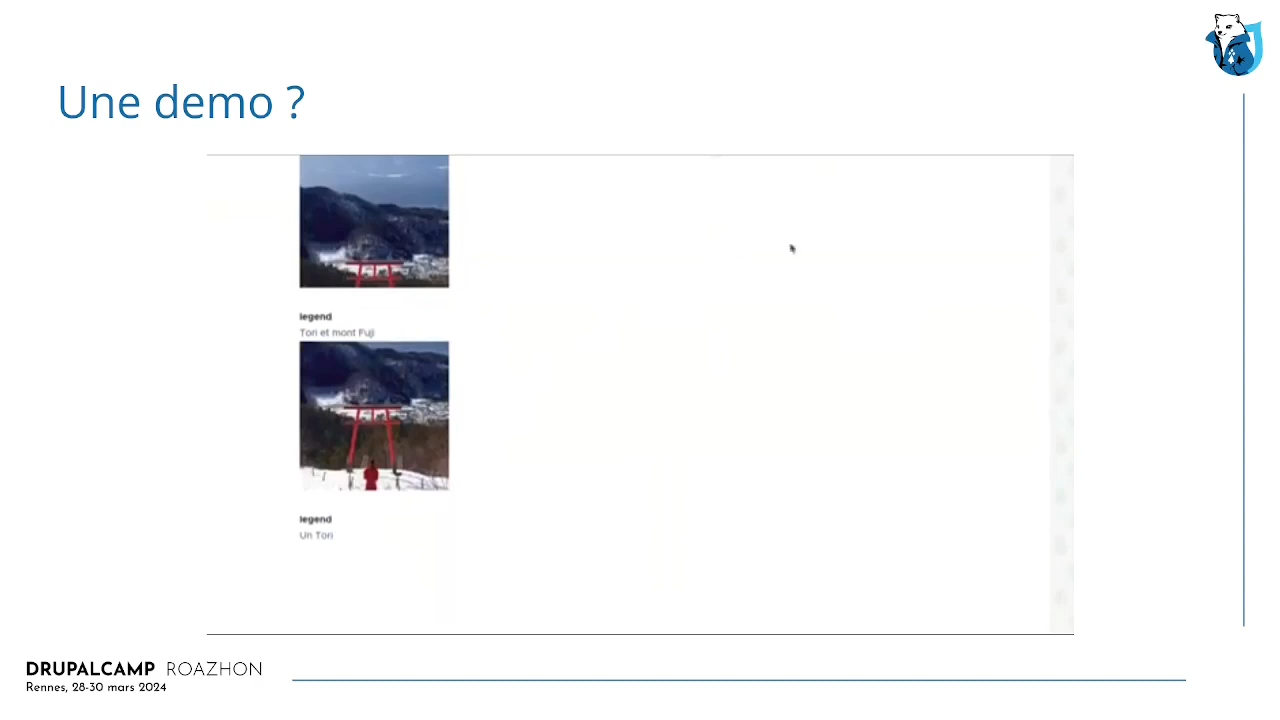 Une demo ?
legend
Tori et mont Fuji
legend
Un Tori
DRUPALCAMP ROAZHON
Rennes, 28-30 mars 2024